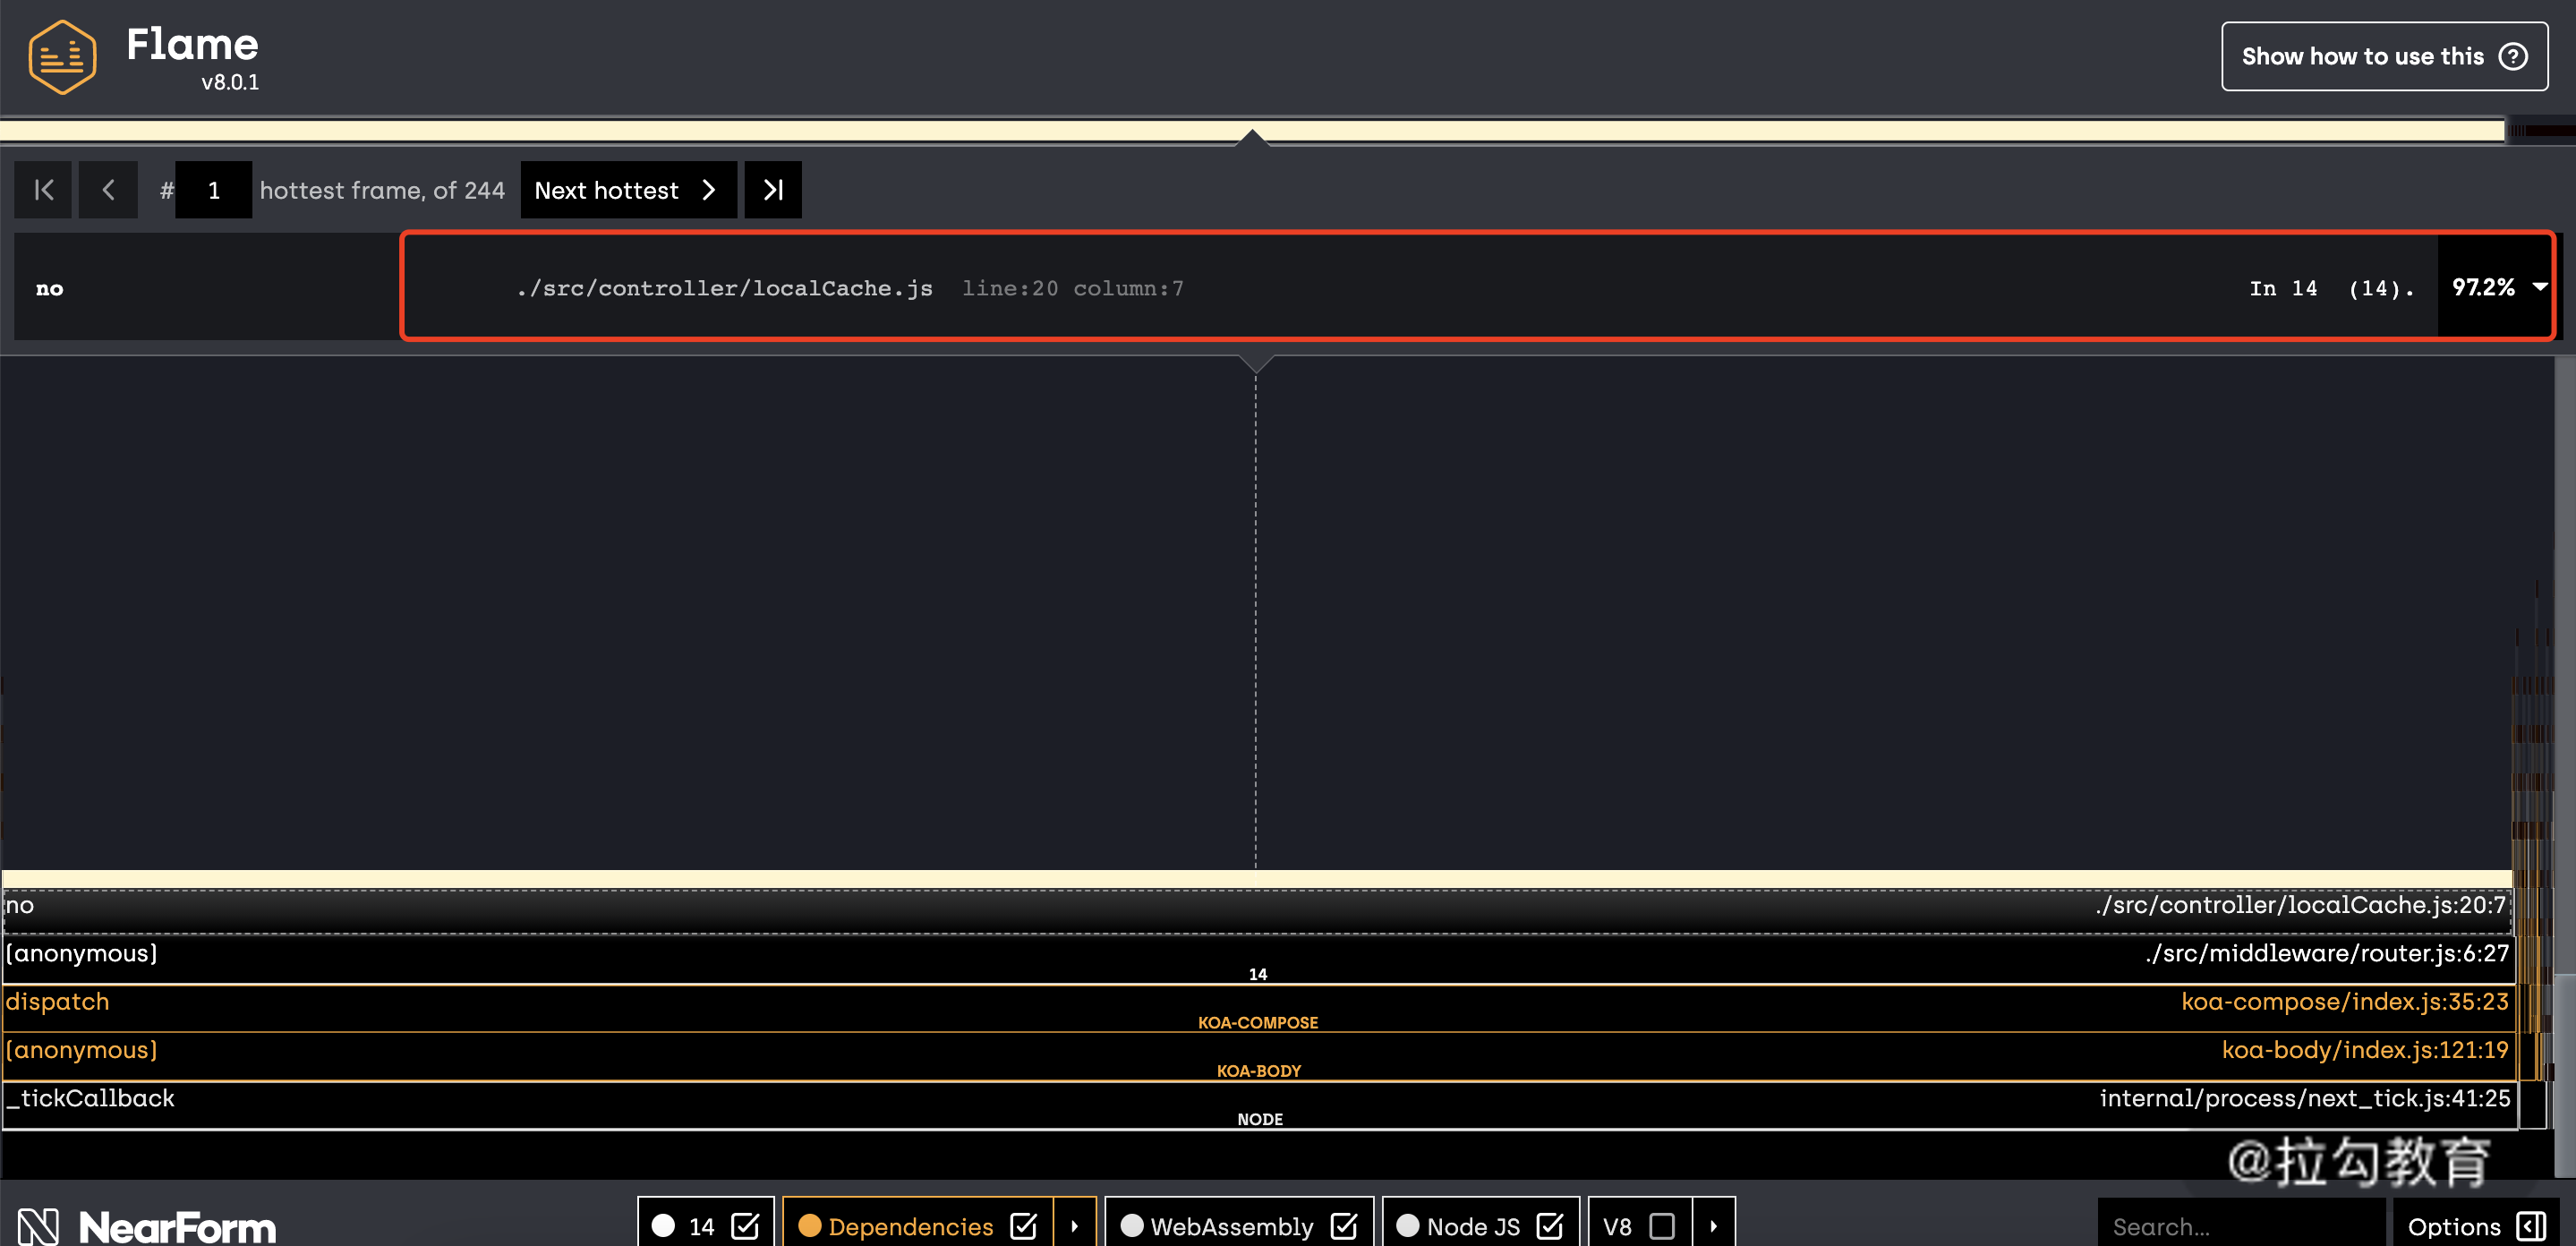 Flame
v8.0.1
Show how to use this ?
# 1 hottest frame, of 244 Next hottest
no ./src/controller/localCache.js line:20 column:7 In 14 (14). 97.2%
no ./src/controller/localCache.js:20:7
(anonymous) ./src/middleware/router.js:6:27
14
dispatch koa-compose/index.js:35:23
KOA-COMPOSE
(anonymous) koa-body/index.js:121:19
KOA-BODY
_tickCallback internal/process/next_tick.js:41:25
NODE
@拉勾教育
NearForm 14 Dependencies WebAssembly Node JS V8 Search... Options